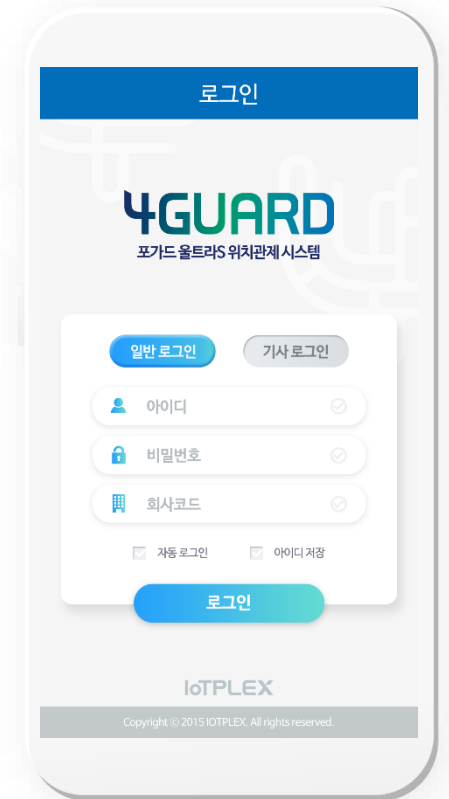 로그인
4GUARD
포가드 울트라S 위치관제 시스템
일반 로그인 기사 로그인
아이디
비밀번호
회사코드
자동 로그인 아이디 저장
로그인
IoTPLEX
Copyright © 2015 IOTPLEX. All rights reserved.